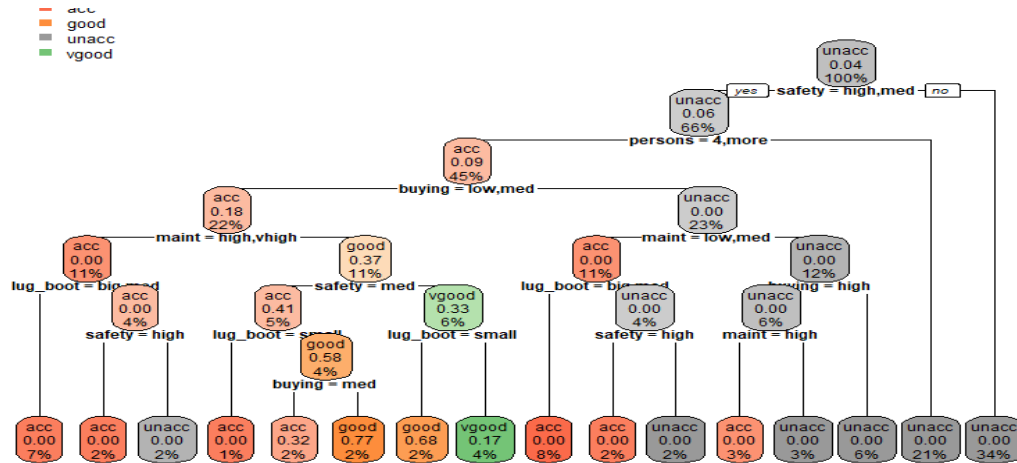 acc
good
unacc
vgood
unacc
0.04
100%
yes safety = high,med no
unacc
0.06
66%
persons = 4,more
acc
0.09
45%
buying = low,med
acc
0.18
22%
unacc
0.00
23%
maint = high,vhigh
maint = low,med
acc
0.00
11%
good
0.37
11%
acc
0.00
11%
unacc
0.00
12%
lug_boot = big,med
safety = med
lug_boot = big,med
buying = high
acc
0.00
4%
acc
0.41
5%
vgood
0.33
6%
unacc
0.00
4%
unacc
0.00
6%
safety = high
lug_boot = small
lug_boot = small
safety = high
maint = high
good
0.58
4%
buying = med
acc
0.00
7%
acc
0.00
2%
unacc
0.00
2%
acc
0.00
1%
acc
0.32
2%
good
0.77
2%
good
0.68
2%
vgood
0.17
4%
acc
0.00
8%
acc
0.00
2%
unacc
0.00
2%
acc
0.00
3%
unacc
0.00
3%
unacc
0.00
6%
unacc
0.00
21%
unacc
0.00
34%